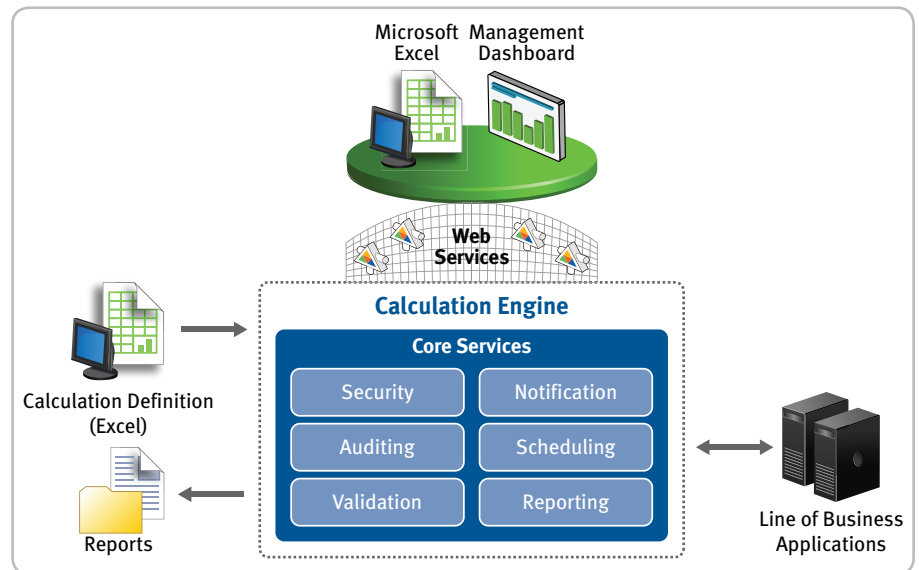 Microsoft
Excel
Management
Dashboard
Web
Services
Calculation Engine
Core Services
Security
Notification
Auditing
Scheduling
Validation
Reporting
Calculation Definition
(Excel)
Reports
Line of Business
Applications